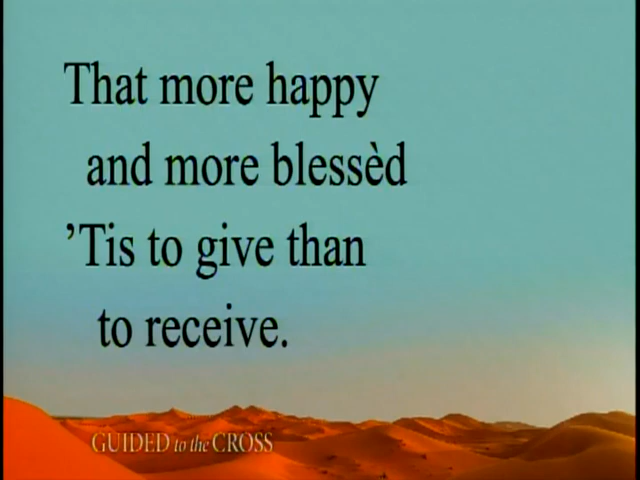 That more happy
and more blessèd
’Tis to give than
to receive.
GUIDED to the CROSS